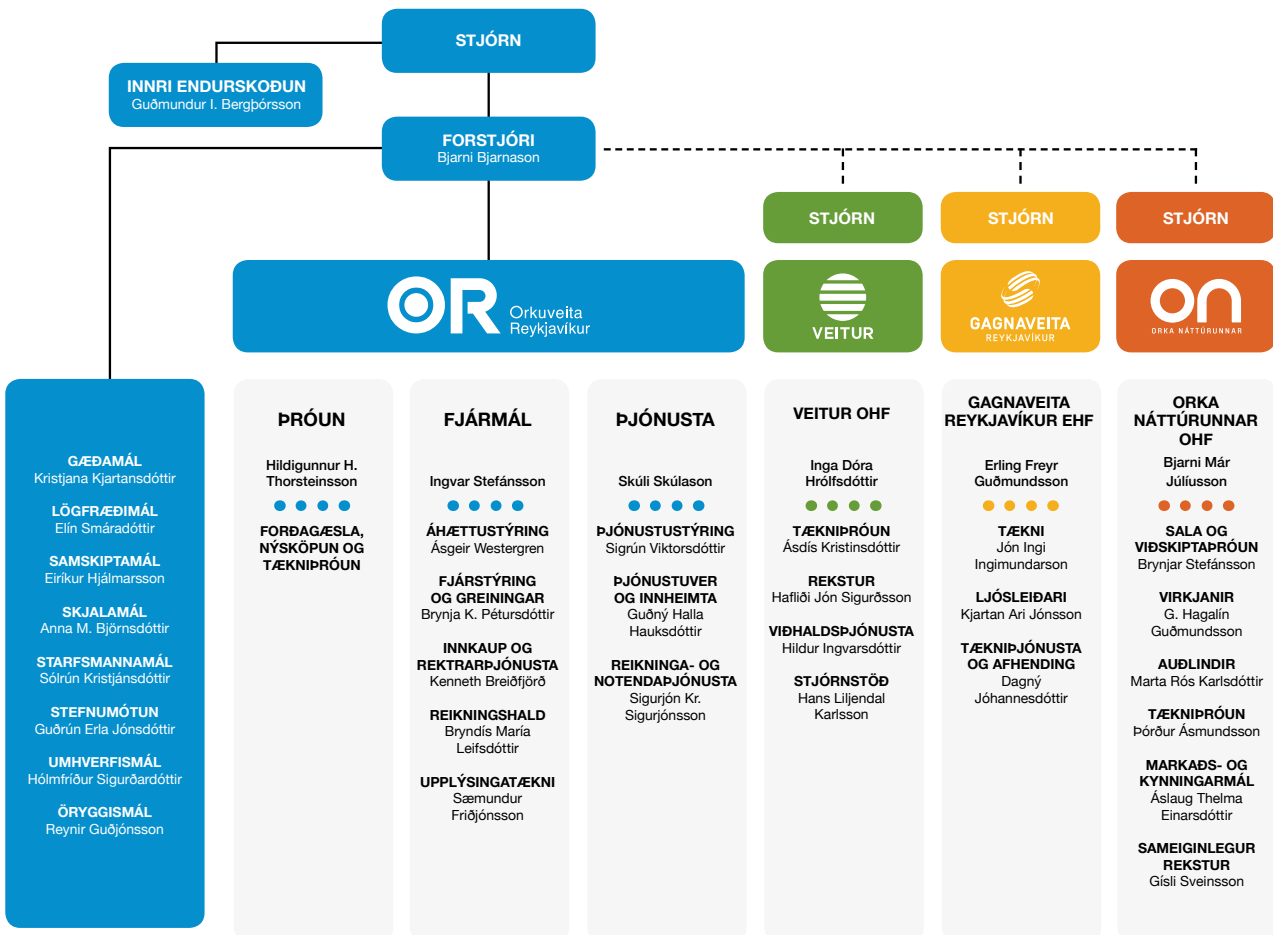 STJÓRN
INNRI ENDURSKOÐUN
Guðmundur I. Bergþórsson
FORSTJÓRI
Bjarni Bjarnason
STJÓRN
STJÓRN
STJÓRN
OR Orkuveita
Reykjavíkur
VEITUR
GAGNAVEITA
REYKJAVÍKUR
on
ORKA NÁTTÚRUNNAR
GÆÐAMÁL
Kristjana Kjartansdóttir
LÖGFRÆÐIMÁL
Elín Smáradóttir
SAMSKIPTAMÁL
Eiríkur Hjálmarsson
SKJALAMÁL
Anna M. Björnsdóttir
STARFSMANNAMÁL
Sólrún Kristjánsdóttir
STEFNUMÓTUN
Guðrún Erla Jónsdóttir
UMHVERFISMÁL
Hólmfríður Sigurðardóttir
ÖRYGGISMÁL
Reynir Guðjónsson
ÞRÓUN
Hildigunnur H.
Thorsteinsson
FORÐAGÆSLA,
NÝSKÖPUN OG
TÆKNIÞRÓUN
FJÁRMÁL
Ingvar Stefánsson
ÁHÆTTUSTÝRING
Ásgeir Westergren
FJÁRSTÝRING
OG GREININGAR
Brynja K. Pétursdóttir
INNKAUP OG
REKTRARÞJÓNUSTA
Kenneth Breiðfjörð
REIKNINGSHALD
Bryndís María
Leifsdóttir
UPPLÝSINGATÆKNI
Sæmundur
Friðjónsson
ÞJÓNUSTA
Skúli Skúlason
ÞJÓNUSTUSTÝRING
Sigrún Viktorsdóttir
ÞJÓNUSTUVER
OG INNHEIMTA
Guðný Halla
Hauksdóttir
REIKNINGA- OG
NOTENDAÞJÓNUSTA
Sigurjón Kr.
Sigurjónsson
VEITUR OHF
Inga Dóra
Hrólfsdóttir
TÆKNIÞRÓUN
Ásdís Kristinsdóttir
REKSTUR
Hafliði Jón Sigurðsson
VIÐHALDSÞJÓNUSTA
Hildur Ingvarsdóttir
STJÓRNSTÖÐ
Hans Liljendal
Karlsson
GAGNAVEITA
REYKJAVÍKUR EHF
Erling Freyr
Guðmundsson
TÆKNI
Jón Ingi
Ingimundarson
LJÓSLEIÐARI
Kjartan Ari Jónsson
TÆKNIÞJÓNUSTA
OG AFHENDING
Dagný
Jóhannesdóttir
ORKA
NÁTTÚRUNNAR
OHF
Bjarni Már
Júlíusson
SALA OG
VIÐSKIPTAÞRÓUN
Brynjar Stefánsson
VIRKJANIR
G. Hagalín
Guðmundsson
AUÐLINDIR
Marta Rós Karlsdóttir
TÆKNIÞRÓUN
Þórður Ásmundsson
MARKAÐS- OG
KYNNINGARMÁL
Áslaug Thelma
Einarsdóttir
SAMEIGINLEGUR
REKSTUR
Gísli Sveinsson